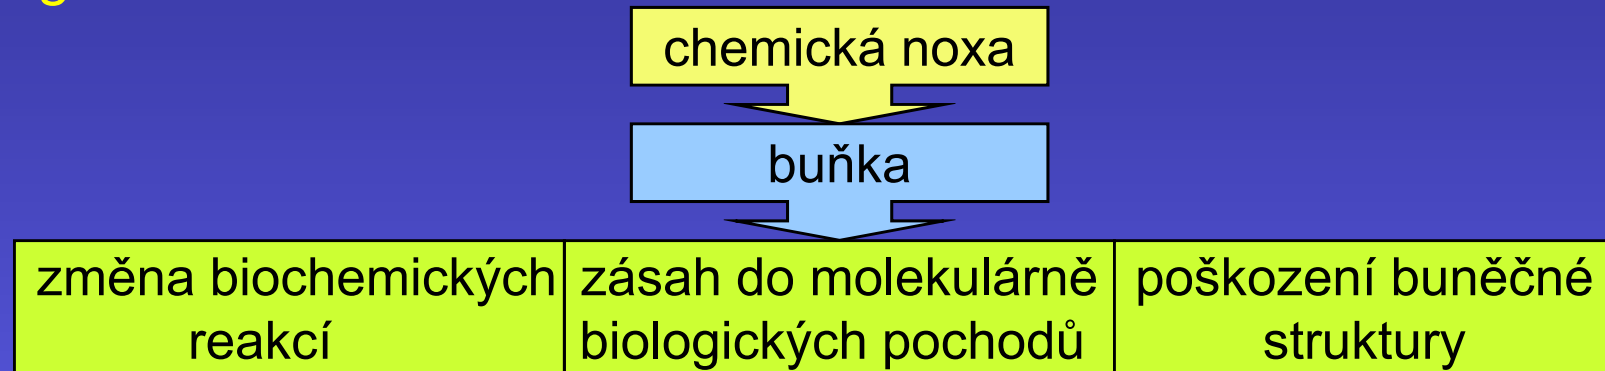 chemická noxa
buňka
změna biochemických
reakcí
zásah do molekulárně
biologických pochodů
poškození buněčné
struktury